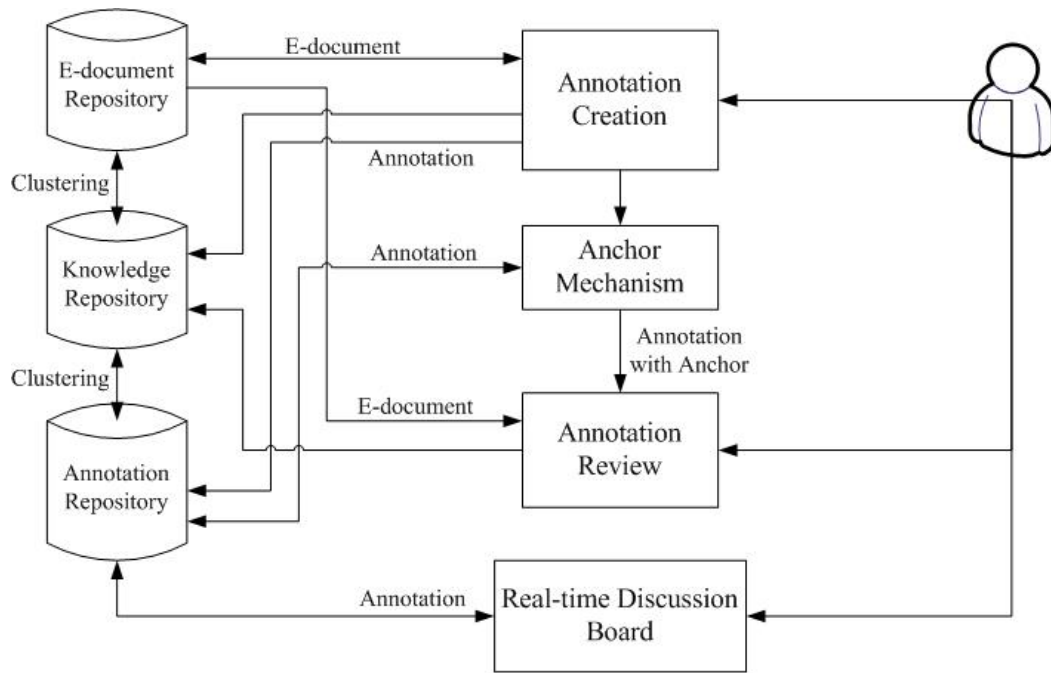 E-document
E-document
Repository
Annotation
Creation
Annotation
Clustering
Knowledge
Repository
Annotation
Anchor
Mechanism
Annotation
with Anchor
Clustering
E-document
Annotation
Review
Annotation
Repository
Annotation
Real-time Discussion
Board